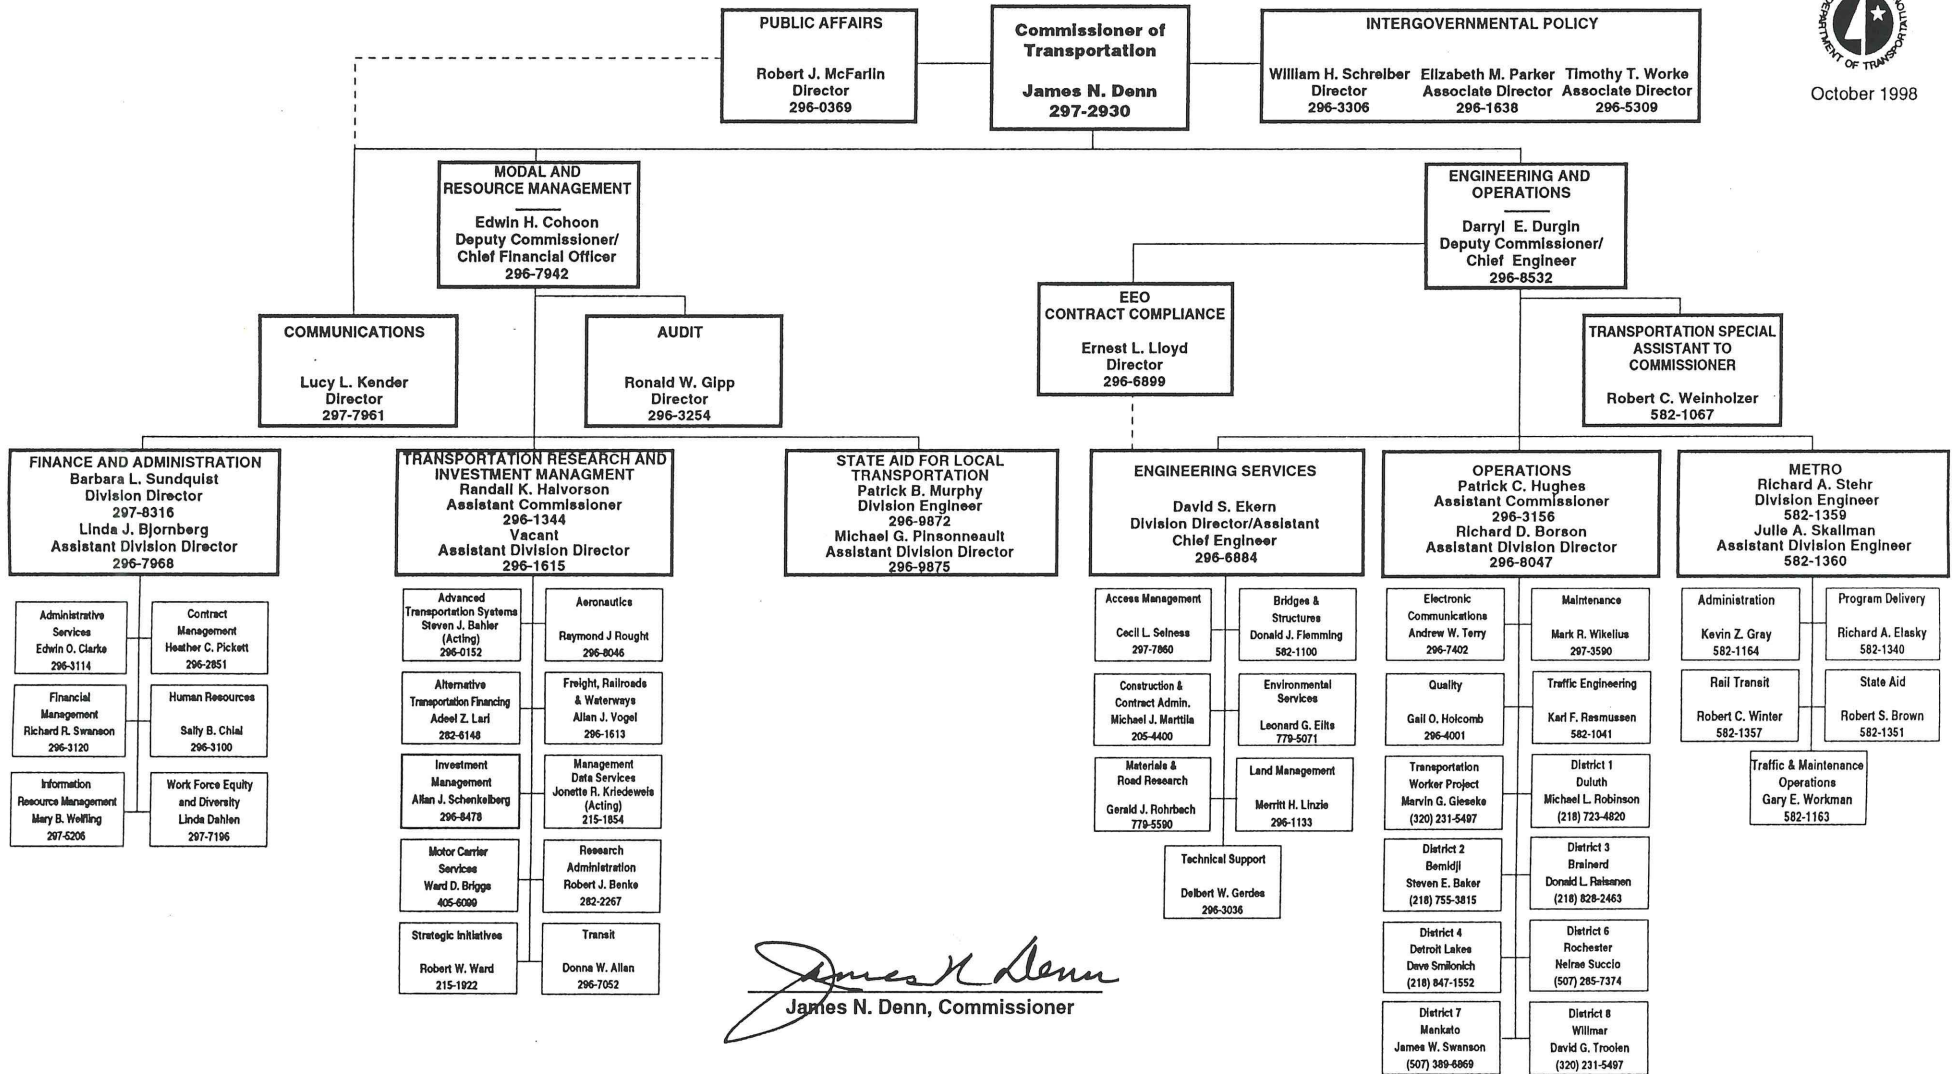 PUBLIC AFFAIRS
Robert J. McFarlin
Director
296-0369
Commissioner of
Transportation
James N. Denn
297-2930
INTERGOVERNMENTAL POLICY
William H. Schreiber
Director
296-3306
Elizabeth M. Parker
Associate Director
296-1638
Timothy T. Worke
Associate Director
296-5309
DEPARTMENT OF TRANSPORTATION
October 1998
MODAL AND
RESOURCE MANAGEMENT
Edwin H. Cohoon
Deputy Commissioner/
Chief Financial Officer
296-7942
ENGINEERING AND
OPERATIONS
Darryl E. Durgin
Deputy Commissioner/
Chief Engineer
296-8532
COMMUNICATIONS
Lucy L. Kender
Director
297-7961
AUDIT
Ronald W. Gipp
Director
296-3254
EEO
CONTRACT COMPLIANCE
Ernest L. Lloyd
Director
296-6899
TRANSPORTATION SPECIAL
ASSISTANT TO
COMMISSIONER
Robert C. Weinholzer
582-1067
FINANCE AND ADMINISTRATION
Barbara L. Sundquist
Division Director
297-8316
Linda J. Bjornberg
Assistant Division Director
296-7968
TRANSPORTATION RESEARCH AND
INVESTMENT MANAGMENT
Randall K. Halvorson
Assistant Commissioner
296-1344
Vacant
Assistant Division Director
296-1615
STATE AID FOR LOCAL
TRANSPORTATION
Patrick B. Murphy
Division Engineer
296-9872
Michael G. Pinsonneault
Assistant Division Director
296-9875
ENGINEERING SERVICES
David S. Ekern
Division Director/Assistant
Chief Engineer
296-6884
OPERATIONS
Patrick C. Hughes
Assistant Commissioner
296-3156
Richard D. Borson
Assistant Division Director
296-8047
METRO
Richard A. Stehr
Division Engineer
582-1359
Julie A. Skallman
Assistant Division Engineer
582-1360
Administrative
Services
Edwin O. Clarke
296-3114
Contract
Management
Heather C. Pickett
296-2851
Financial
Management
Richard R. Swanson
296-3120
Human Resources
Sally B. Chial
296-3100
Information
Resource Management
Mary B. Welfling
297-5206
Work Force Equity
and Diversity
Linda Dahlen
297-7196
Advanced
Transportation Systems
Steven J. Bahler
(Acting)
296-0152
Aeronautics
Raymond J Rought
296-8046
Alternative
Transportation Financing
Adeel Z. Lari
282-6148
Freight, Railroads
& Waterways
Allan J. Vogel
296-1613
Investment
Management
Allan J. Schenkelberg
296-8478
Management
Data Services
Jonette R. Kriedeweis
(Acting)
215-1854
Motor Carrier
Services
Ward D. Briggs
405-6099
Research
Administration
Robert J. Benke
282-2267
Strategic Initiatives
Robert W. Ward
215-1922
Transit
Donna W. Allan
296-7052
Access Management
Cecil L. Selness
297-7860
Bridges &
Structures
Donald J. Flemming
582-1100
Construction &
Contract Admin.
Michael J. Marttila
205-4400
Environmental
Services
Leonard G. Eilts
779-5071
Materials &
Road Research
Gerald J. Rohrbach
779-5590
Land Management
Merritt H. Linzie
296-1133
Technical Support
Delbert W. Gerdes
296-3036
Electronic
Communications
Andrew W. Terry
296-7402
Maintenance
Mark R. Wikelius
297-3590
Quality
Gail O. Holcomb
296-4001
Traffic Engineering
Karl F. Rasmussen
582-1041
Transportation
Worker Project
Marvin G. Gieseke
(320) 231-5497
District 1
Duluth
Michael L. Robinson
(218) 723-4820
District 2
Bemidji
Steven E. Baker
(218) 755-3815
District 3
Brainerd
Donald L. Raisanen
(218) 828-2463
District 4
Detroit Lakes
Dave Smilonich
(218) 847-1552
District 6
Rochester
Nelrae Succio
(507) 285-7374
District 7
Mankato
James W. Swanson
(507) 389-6869
District 8
Willmar
David G. Troolen
(320) 231-5497
Administration
Kevin Z. Gray
582-1164
Program Delivery
Richard A. Elasky
582-1340
Rail Transit
Robert C. Winter
582-1357
State Aid
Robert S. Brown
582-1351
Traffic & Maintenance
Operations
Gary E. Workman
582-1163
James N Denn
James N. Denn, Commissioner